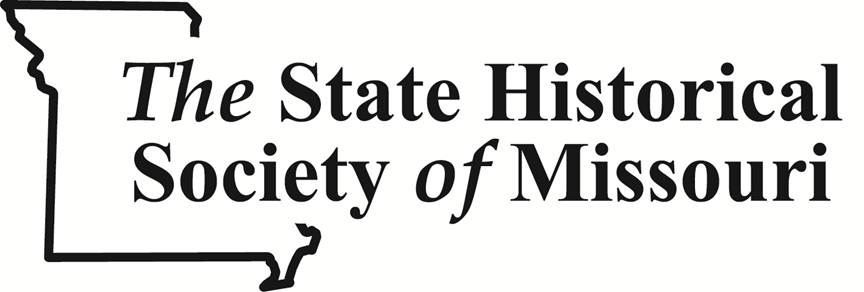 The State Historical
Society of Missouri